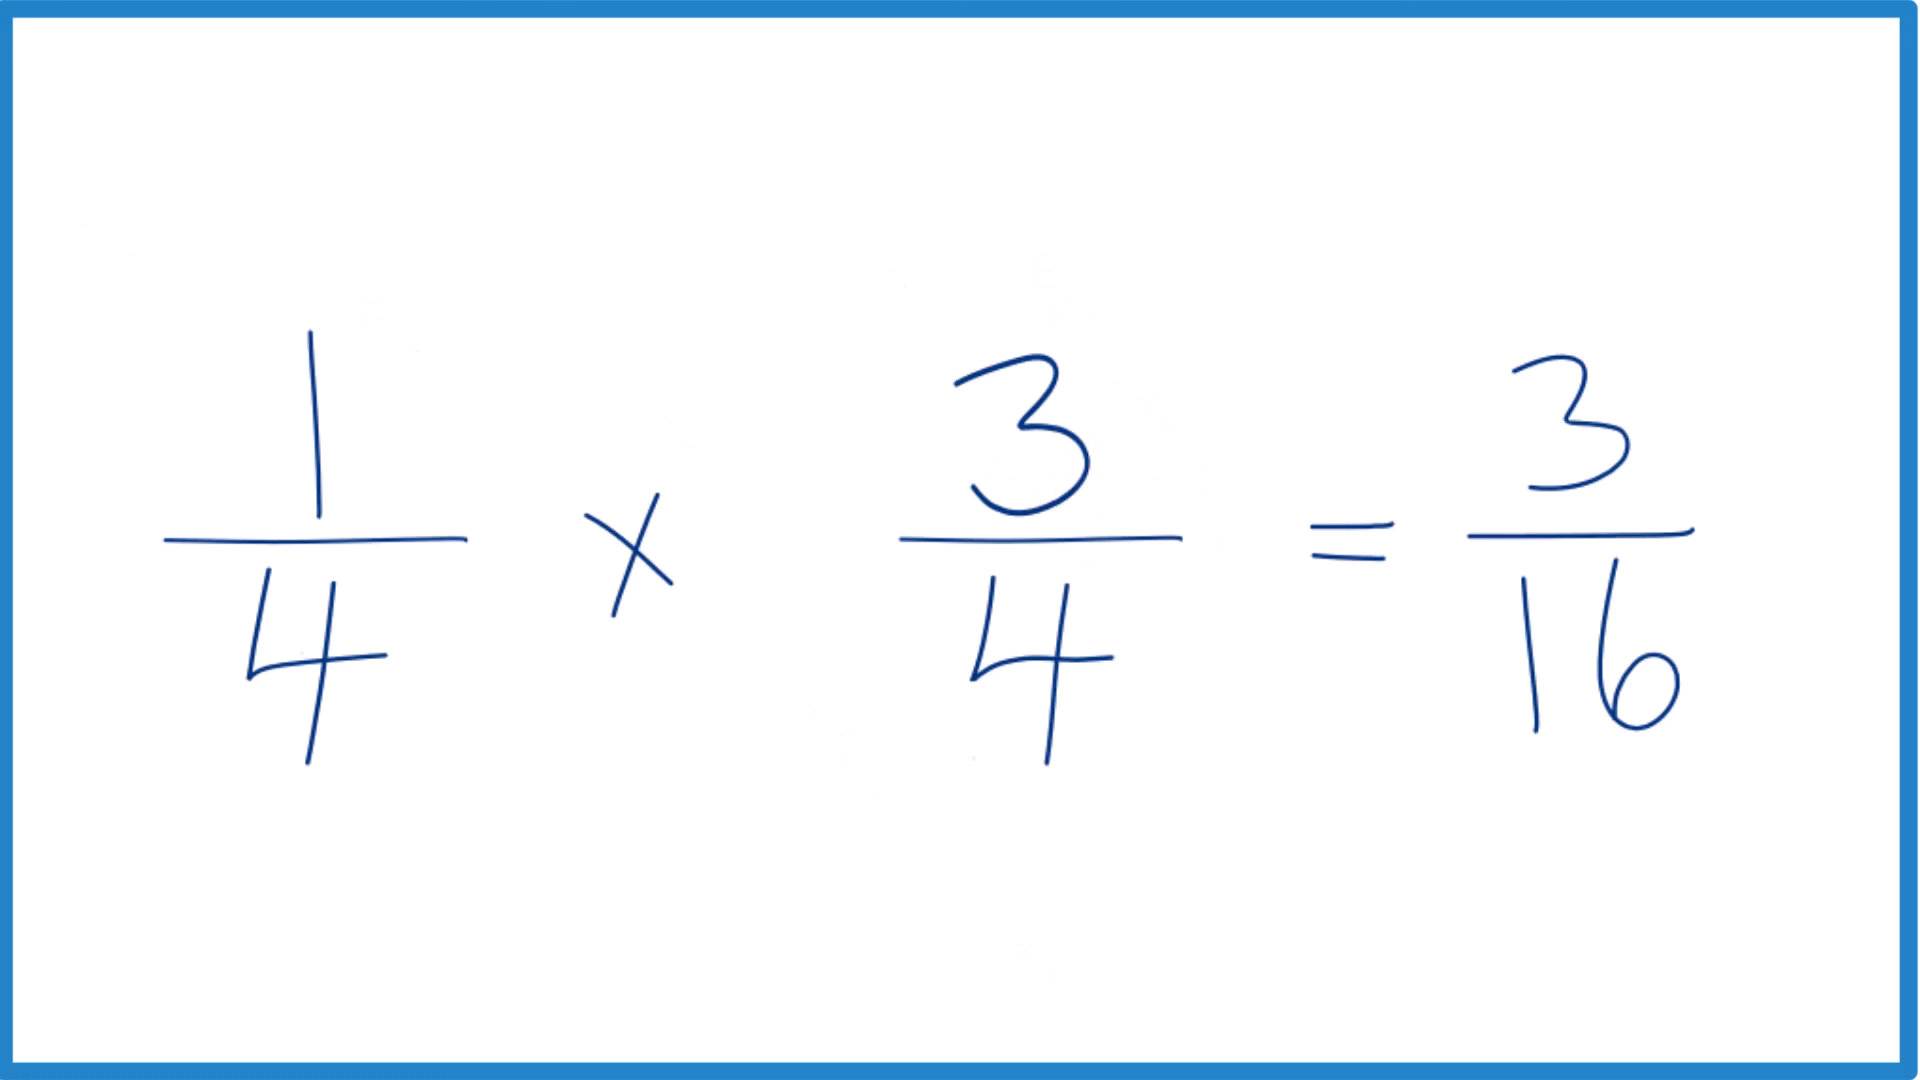 1/4 × 3/4 = 3/16